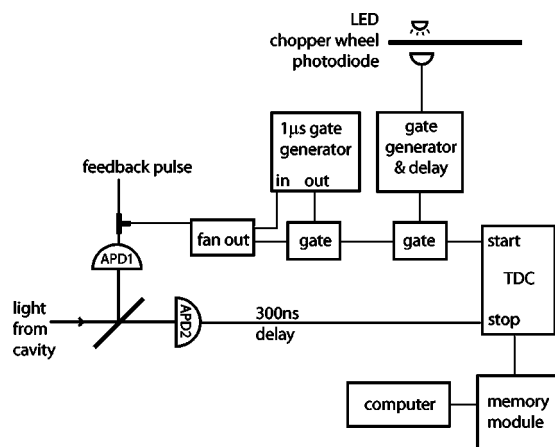 LED
chopper wheel
photodiode
1μs gate
generator
in out
gate
generator
& delay
feedback pulse
fan out
gate
gate
start
TDC
stop
APD1
light
from
cavity
APD2
300ns
delay
computer
memory
module